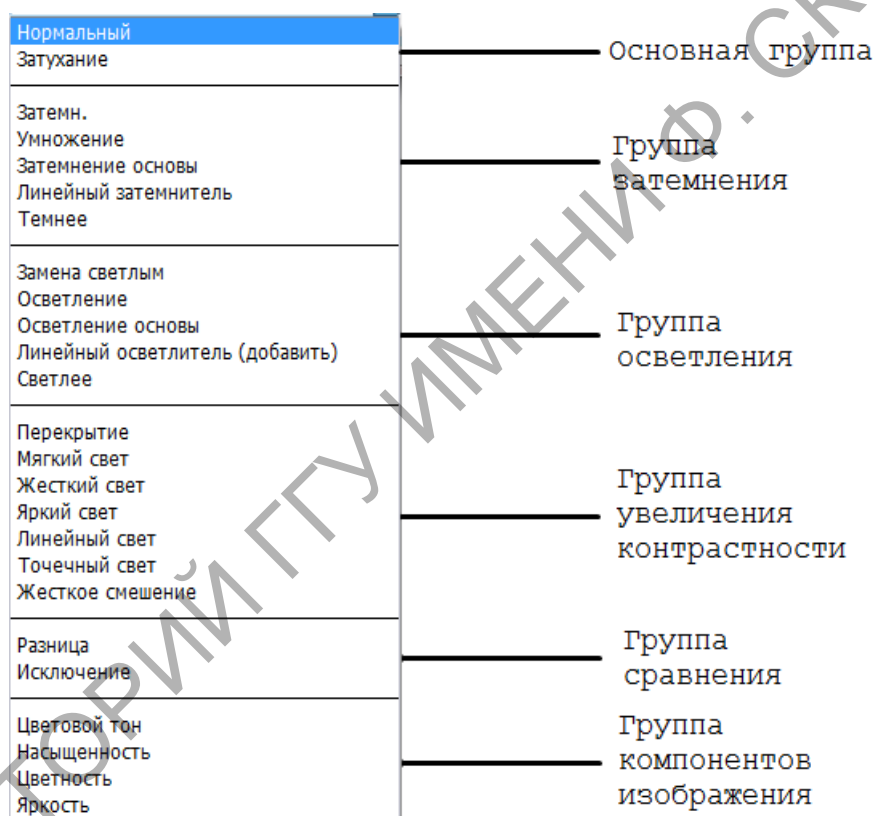 Нормальный
Затухание
Основная группа
Затемн.
Умножение
Затемнение основы
Линейный затемнитель
Темнее
Группа
затемнения
Замена светлым
Осветление
Осветление основы
Линейный осветлитель (добавить)
Светлее
Группа
осветления
Перекрытие
Мягкий свет
Жесткий свет
Яркий свет
Линейный свет
Точечный свет
Жесткое смешение
Группа
увеличения
контрастности
Разница
Исключение
Группа
сравнения
Цветовой тон
Насыщенность
Цветность
Яркость
Группа
компонентов
изображения
ГГУ ИМЕНИ Ф.